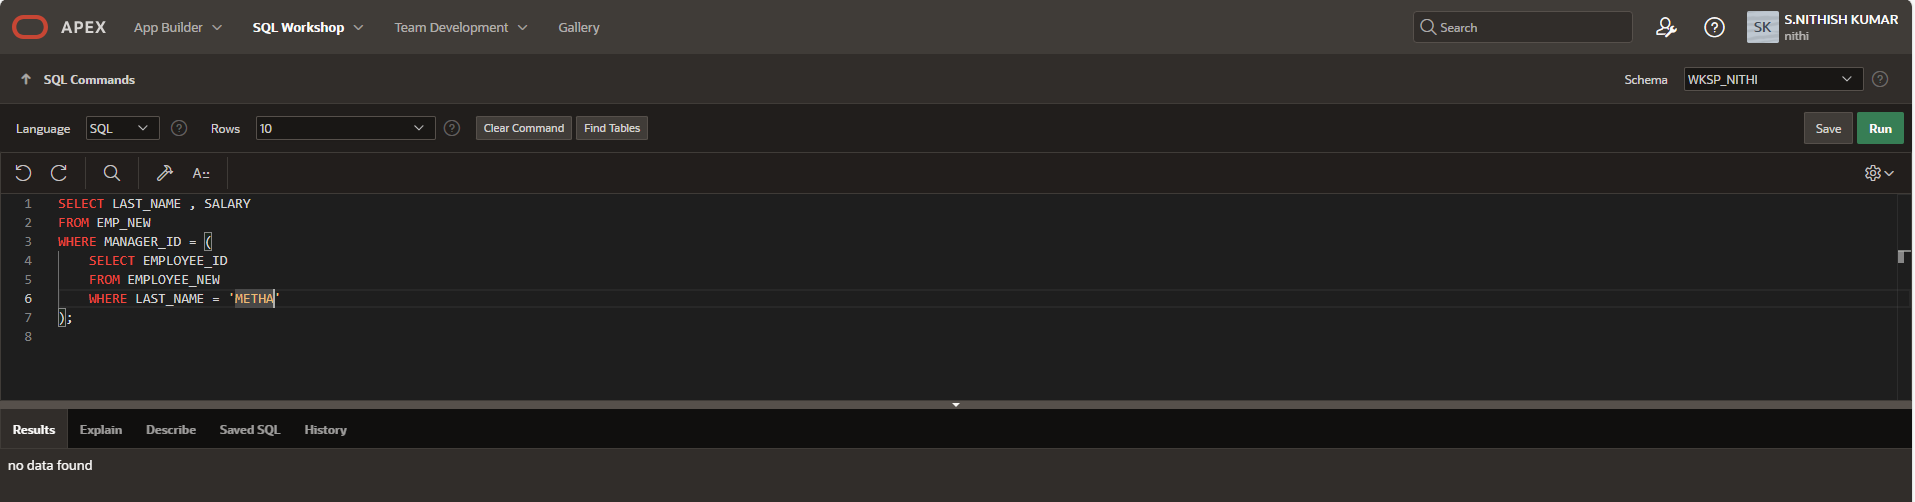 APEX App Builder SQL Workshop Team Development Gallery Search SK S.NITHISH KUMAR
nithi
SQL Commands Schema WKSP_NITHI ?
Language SQL ? Rows 10 ? Clear Command Find Tables Save Run
A::
1 SELECT LAST_NAME , SALARY
2 FROM EMP_NEW
3 WHERE MANAGER_ID = (
4 SELECT EMPLOYEE_ID
5 FROM EMPLOYEE_NEW
6 WHERE LAST_NAME = 'METHA'
7 );
8
Results Explain Describe Saved SQL History
no data found